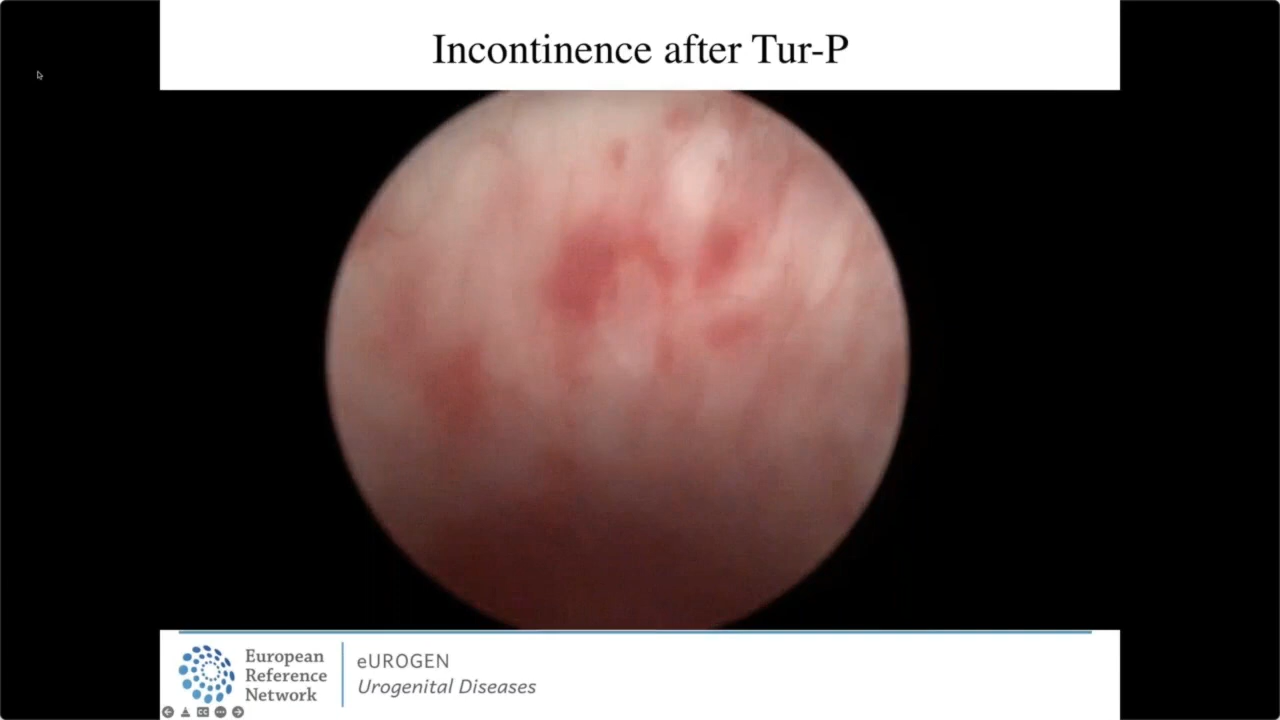 Incontinence after Tur-P
European
Reference
Network
eUROGEN
Urogenital Diseases